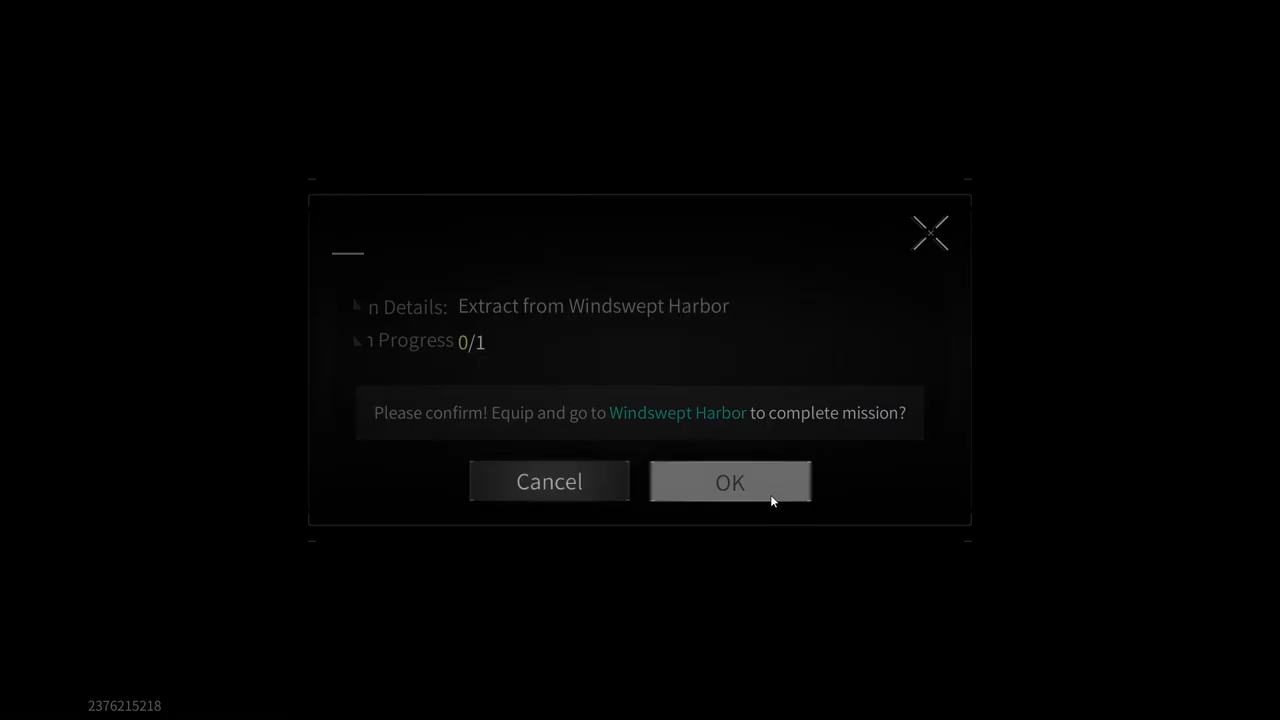 n Details: Extract from Windswept Harbor
Progress 0/1
Please confirm! Equip and go to Windswept Harbor to complete mission?
Cancel OK
2376215218